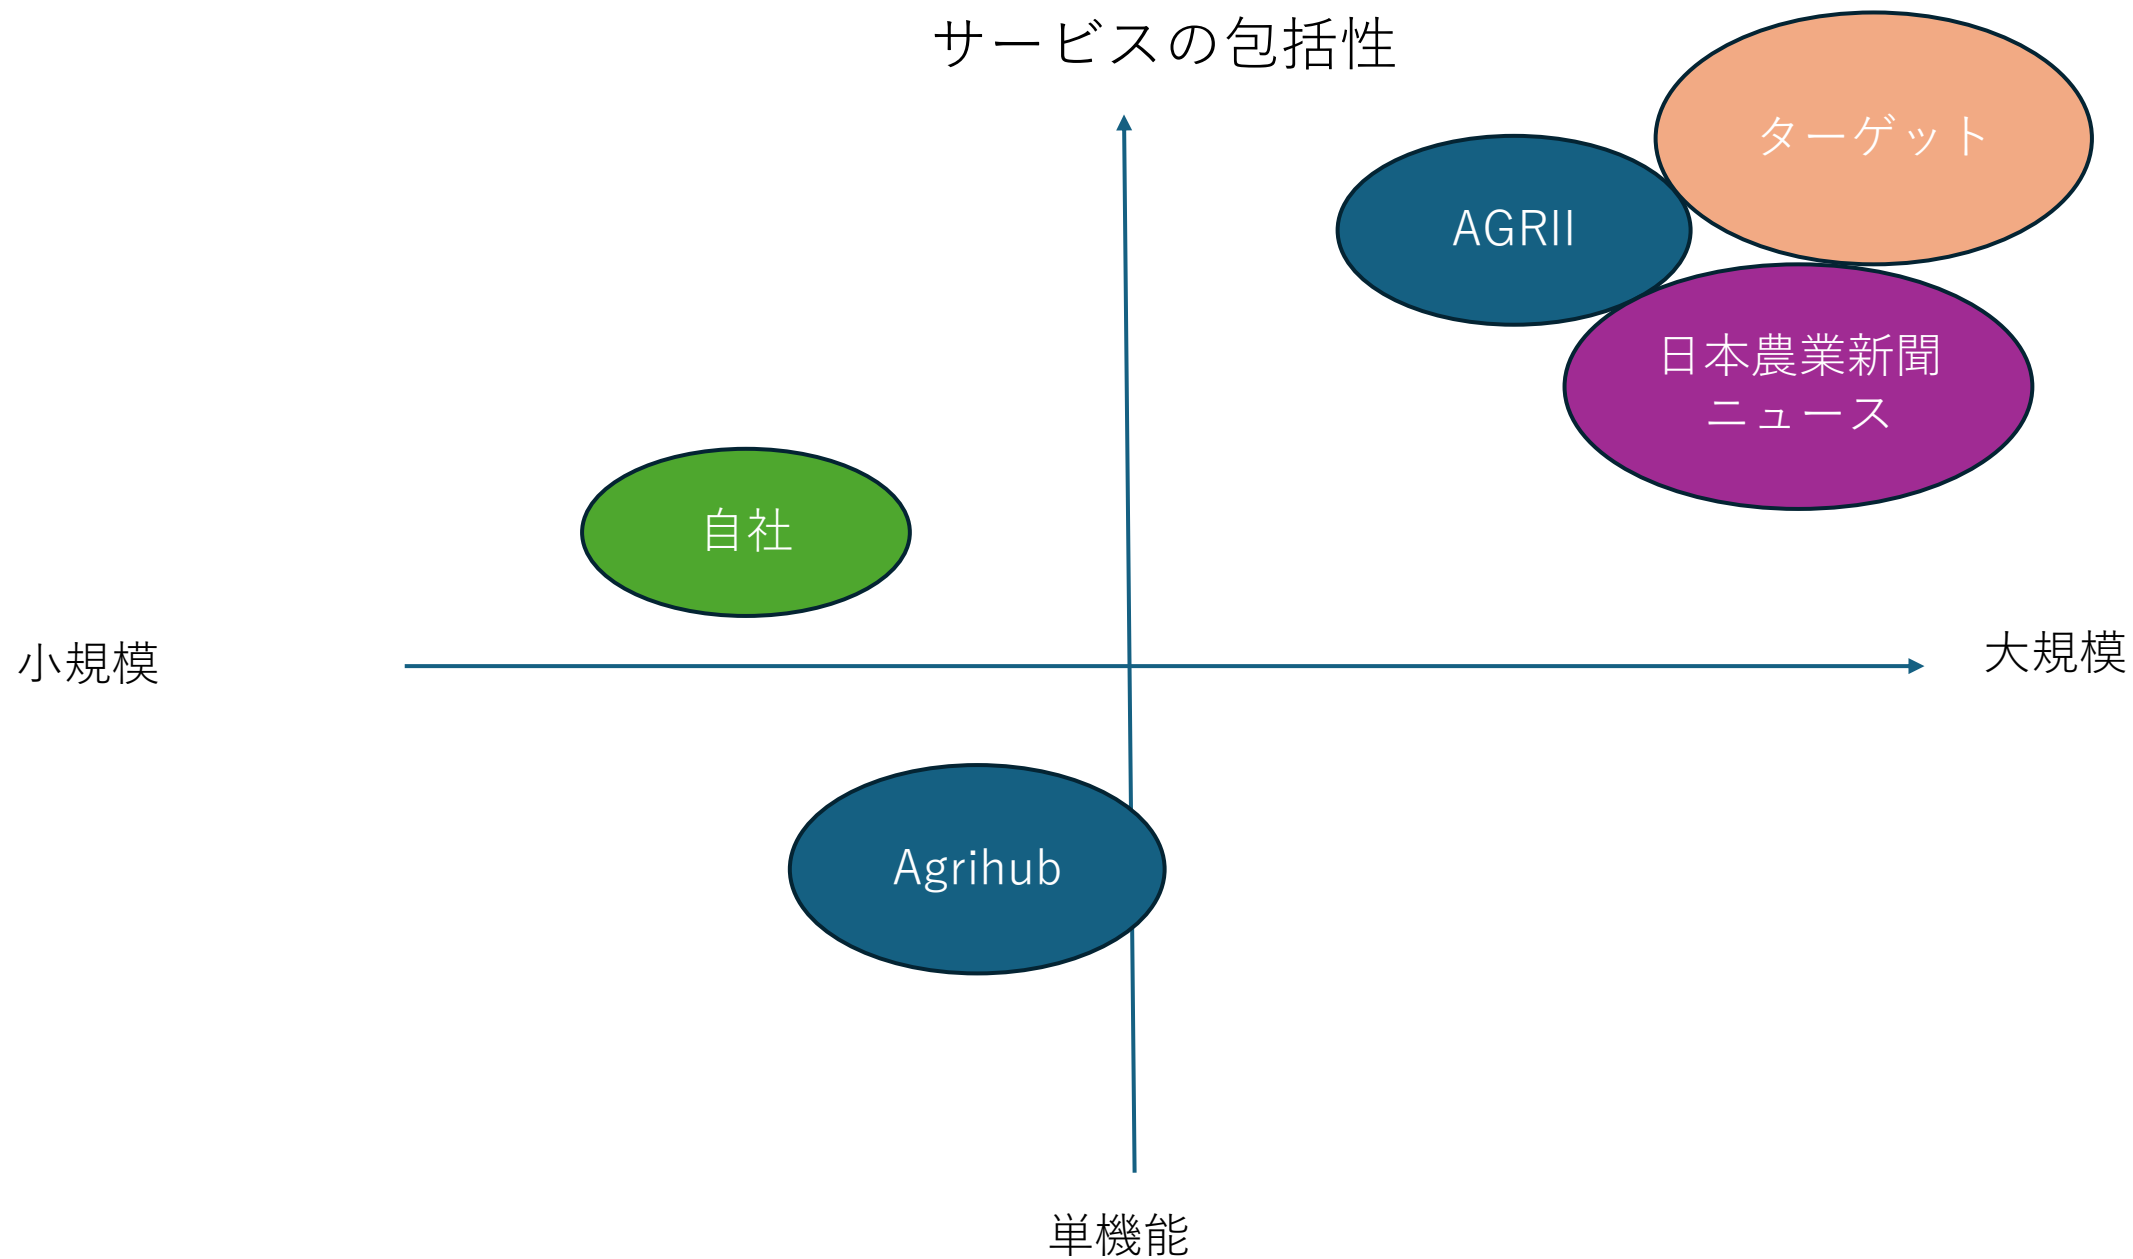 サービスの包括性
ターゲット
AGRII
日本農業新聞
ニュース
自社
小規模
大規模
Agrihub
単機能